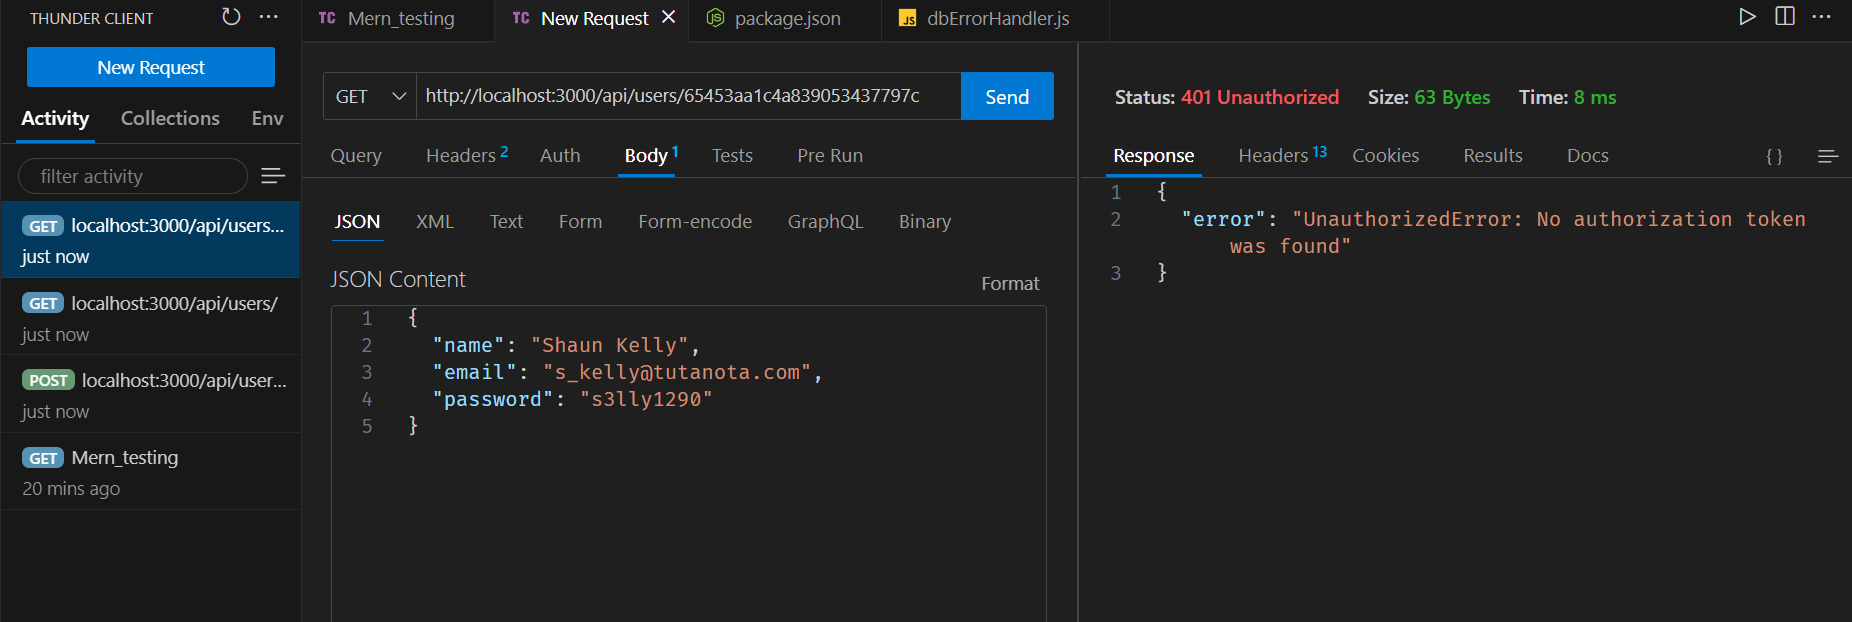 THUNDER CLIENT
New Request
Activity Collections Env
filter activity
GET localhost:3000/api/users...
just now
GET localhost:3000/api/users/
just now
POST localhost:3000/api/user...
just now
GET Mern_testing
20 mins ago
TC Mern_testing TC New Request JS package.json JS dbErrorHandler.js
GET http://localhost:3000/api/users/65453aa1c4a839053437797c Send
Query Headers 2 Auth Body 1 Tests Pre Run
JSON XML Text Form Form-encode GraphQL Binary
JSON Content Format
1 {
2 "name": "Shaun Kelly",
3 "email": "s_kelly@tutanota.com",
4 "password": "s3lly1290"
5 }
Status: 401 Unauthorized Size: 63 Bytes Time: 8 ms
Response Headers 13 Cookies Results Docs { }
1 {
2 "error": "UnauthorizedError: No authorization token
was found"
3 }